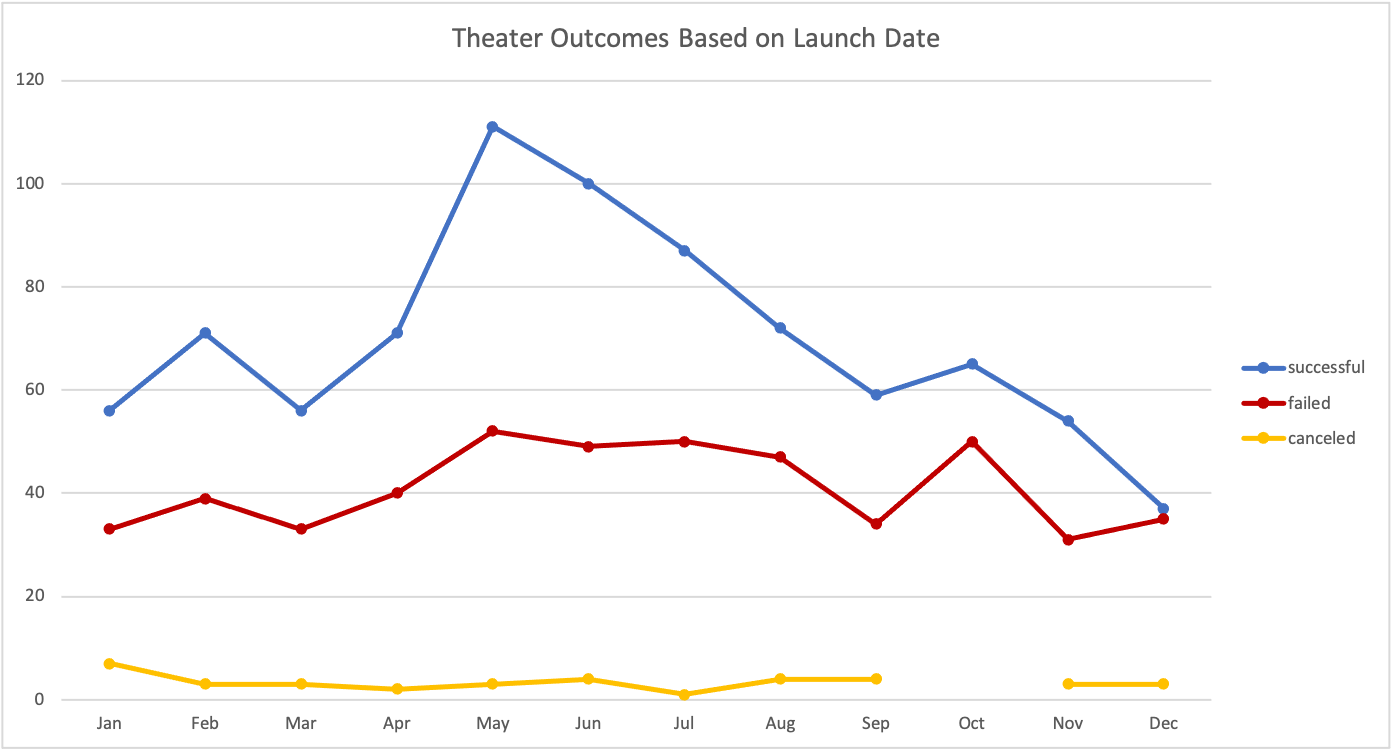 Theater Outcomes Based on Launch Date
120
100
80
60
40
20
0
Jan Feb Mar Apr May Jun Jul Aug Sep Oct Nov Dec
successful
failed
canceled